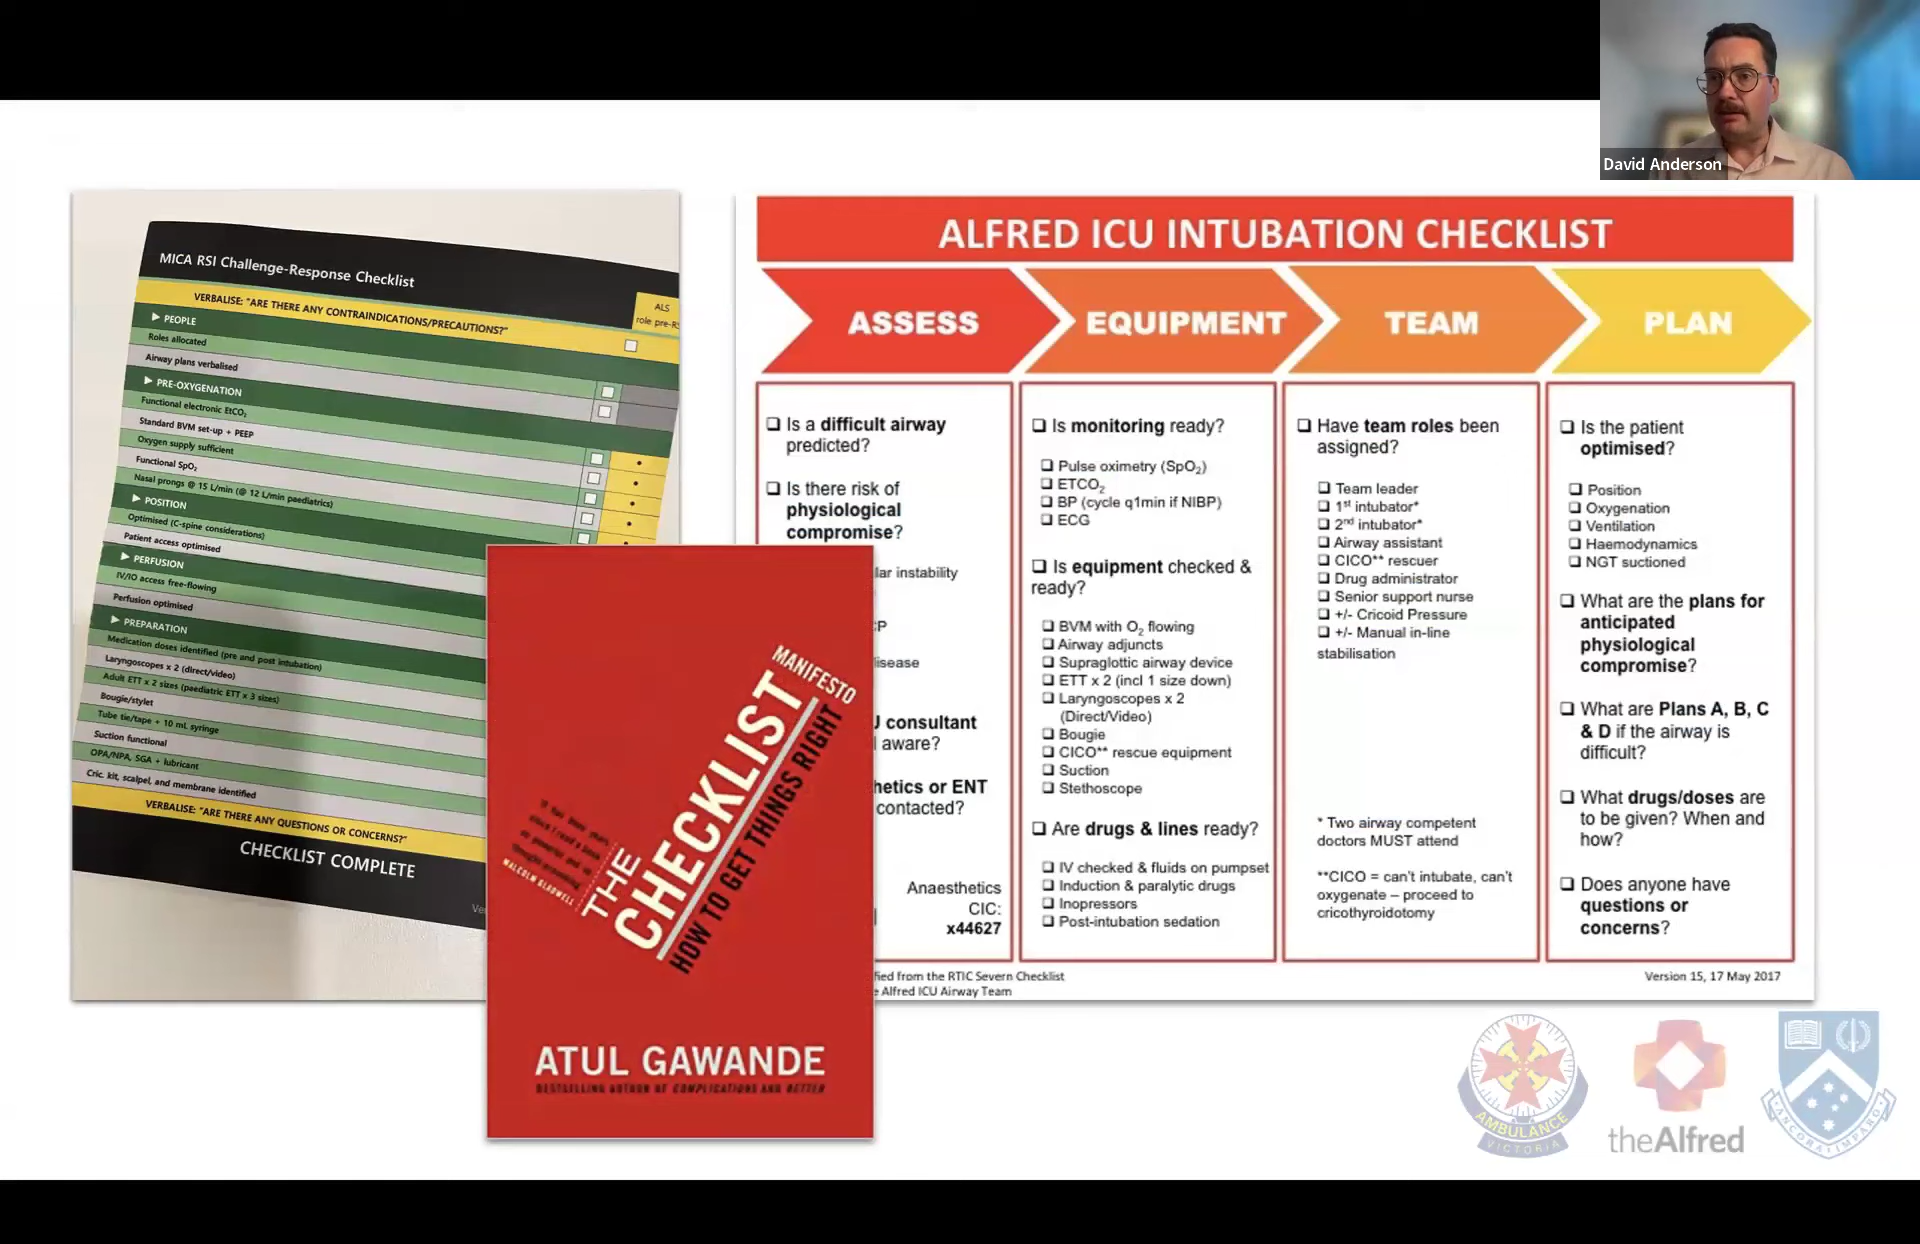 David Anderson
MICA RSI Challenge-Response Checklist
VERBALISE: "ARE THERE ANY CONTRAINDICATIONS/PRECAUTIONS?"
ALS
role pre-RS
▶ PEOPLE
Roles allocated
Airway plans verbalised
▶ PRE-OXYGENATION
Functional electronic EtCO₂
Standard BVM set-up + PEEP
Oxygen supply sufficient
Functional SpO₂
Nasal prongs @ 15 L/min (@ 12 L/min paediatrics)
▶ POSITION
Optimised (C-spine considerations)
Patient access optimised
▶ PERFUSION
IV/IO access free-flowing
Perfusion optimised
▶ PREPARATION
Medication doses identified (pre and post intubation)
Laryngoscopes x 2 (direct/video)
Adult ETT x 2 sizes (paediatric ETT x 3 sizes)
Bougie/stylet
Tube tie/tape + 10 mL syringe
Suction functional
OPA/NPA, SGA + lubricant
Cric. kit, scalpel, and membrane identified
VERBALISE: "ARE THERE ANY QUESTIONS OR CONCERNS?"
CHECKLIST COMPLETE
Ve
MALCOLM GLADWELL
THE
CHECKLIST
MANIFESTO
HOW TO GET THINGS RIGHT
ATUL GAWANDE
BESTSELLING AUTHOR OF COMPLICATIONS AND BETTER
ALFRED ICU INTUBATION CHECKLIST
ASSESS
❑ Is a difficult airway
predicted?
❑ Is there risk of
physiological
compromise?
lar instability
CP
isease
J consultant
aware?
hetics or ENT
contacted?
Anaesthetics
CIC:
x44627
EQUIPMENT
❑ Is monitoring ready?
❑ Pulse oximetry (SpO₂)
❑ ETCO₂
❑ BP (cycle q1min if NIBP)
❑ ECG
❑ Is equipment checked &
ready?
❑ BVM with O₂ flowing
❑ Airway adjuncts
❑ Supraglottic airway device
❑ ETT x 2 (incl 1 size down)
❑ Laryngoscopes x 2
(Direct/Video)
❑ Bougie
❑ CICO** rescue equipment
❑ Suction
❑ Stethoscope
❑ Are drugs & lines ready?
❑ IV checked & fluids on pumpset
❑ Induction & paralytic drugs
❑ Inopressors
❑ Post-intubation sedation
TEAM
❑ Have team roles been
assigned?
❑ Team leader
❑ 1st intubator*
❑ 2nd intubator*
❑ Airway assistant
❑ CICO** rescuer
❑ Drug administrator
❑ Senior support nurse
❑ +/- Cricoid Pressure
❑ +/- Manual in-line
stabilisation
* Two airway competent
doctors MUST attend
**CICO = can't intubate, can't
oxygenate – proceed to
cricothyroidotomy
PLAN
❑ Is the patient
optimised?
❑ Position
❑ Oxygenation
❑ Ventilation
❑ Haemodynamics
❑ NGT suctioned
❑ What are the plans for
anticipated
physiological
compromise?
❑ What are Plans A, B, C
& D if the airway is
difficult?
❑ What drugs/doses are
to be given? When and
how?
❑ Does anyone have
questions or
concerns?
fied from the RTIC Severn Checklist
e Alfred ICU Airway Team
Version 15, 17 May 2017
AMBULANCE
VICTORIA
theAlfred
ANCORA IMPARO